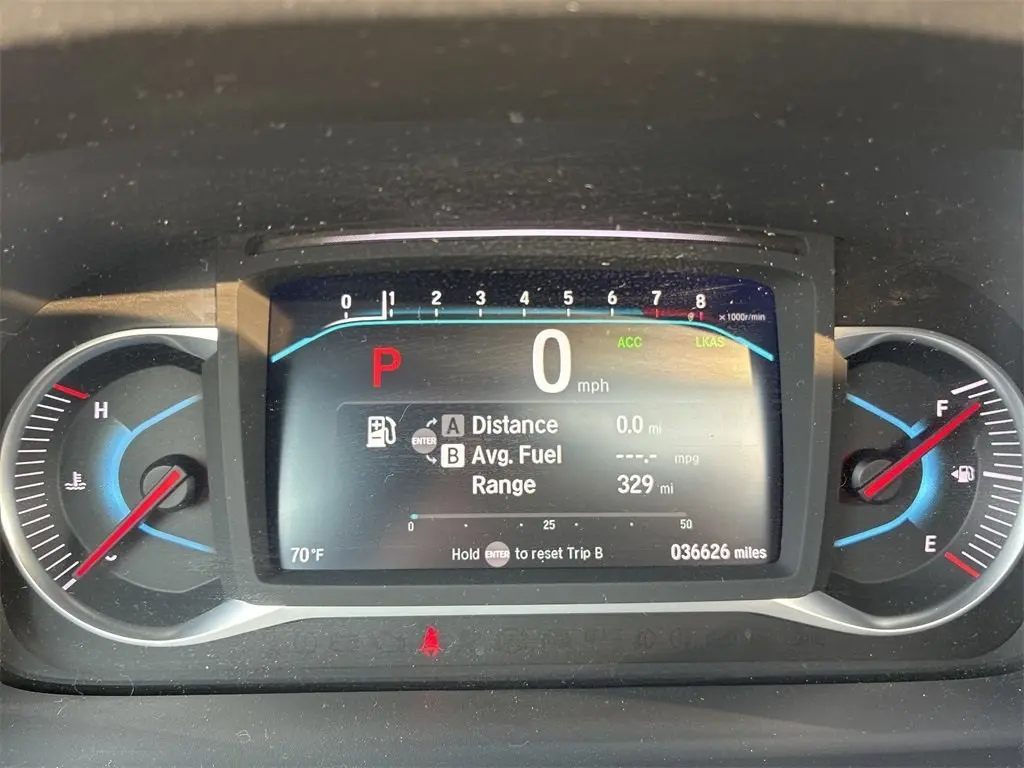 0 1 2 3 4 5 6 7 8 ×1000r/min
P 0 mph ACC LKAS
H
F
A Distance 0.0 mi
ENTER
B Avg. Fuel ---.- mpg
Range 329 mi
0 25 50
E
70°F Hold ENTER to reset Trip B 036626 miles